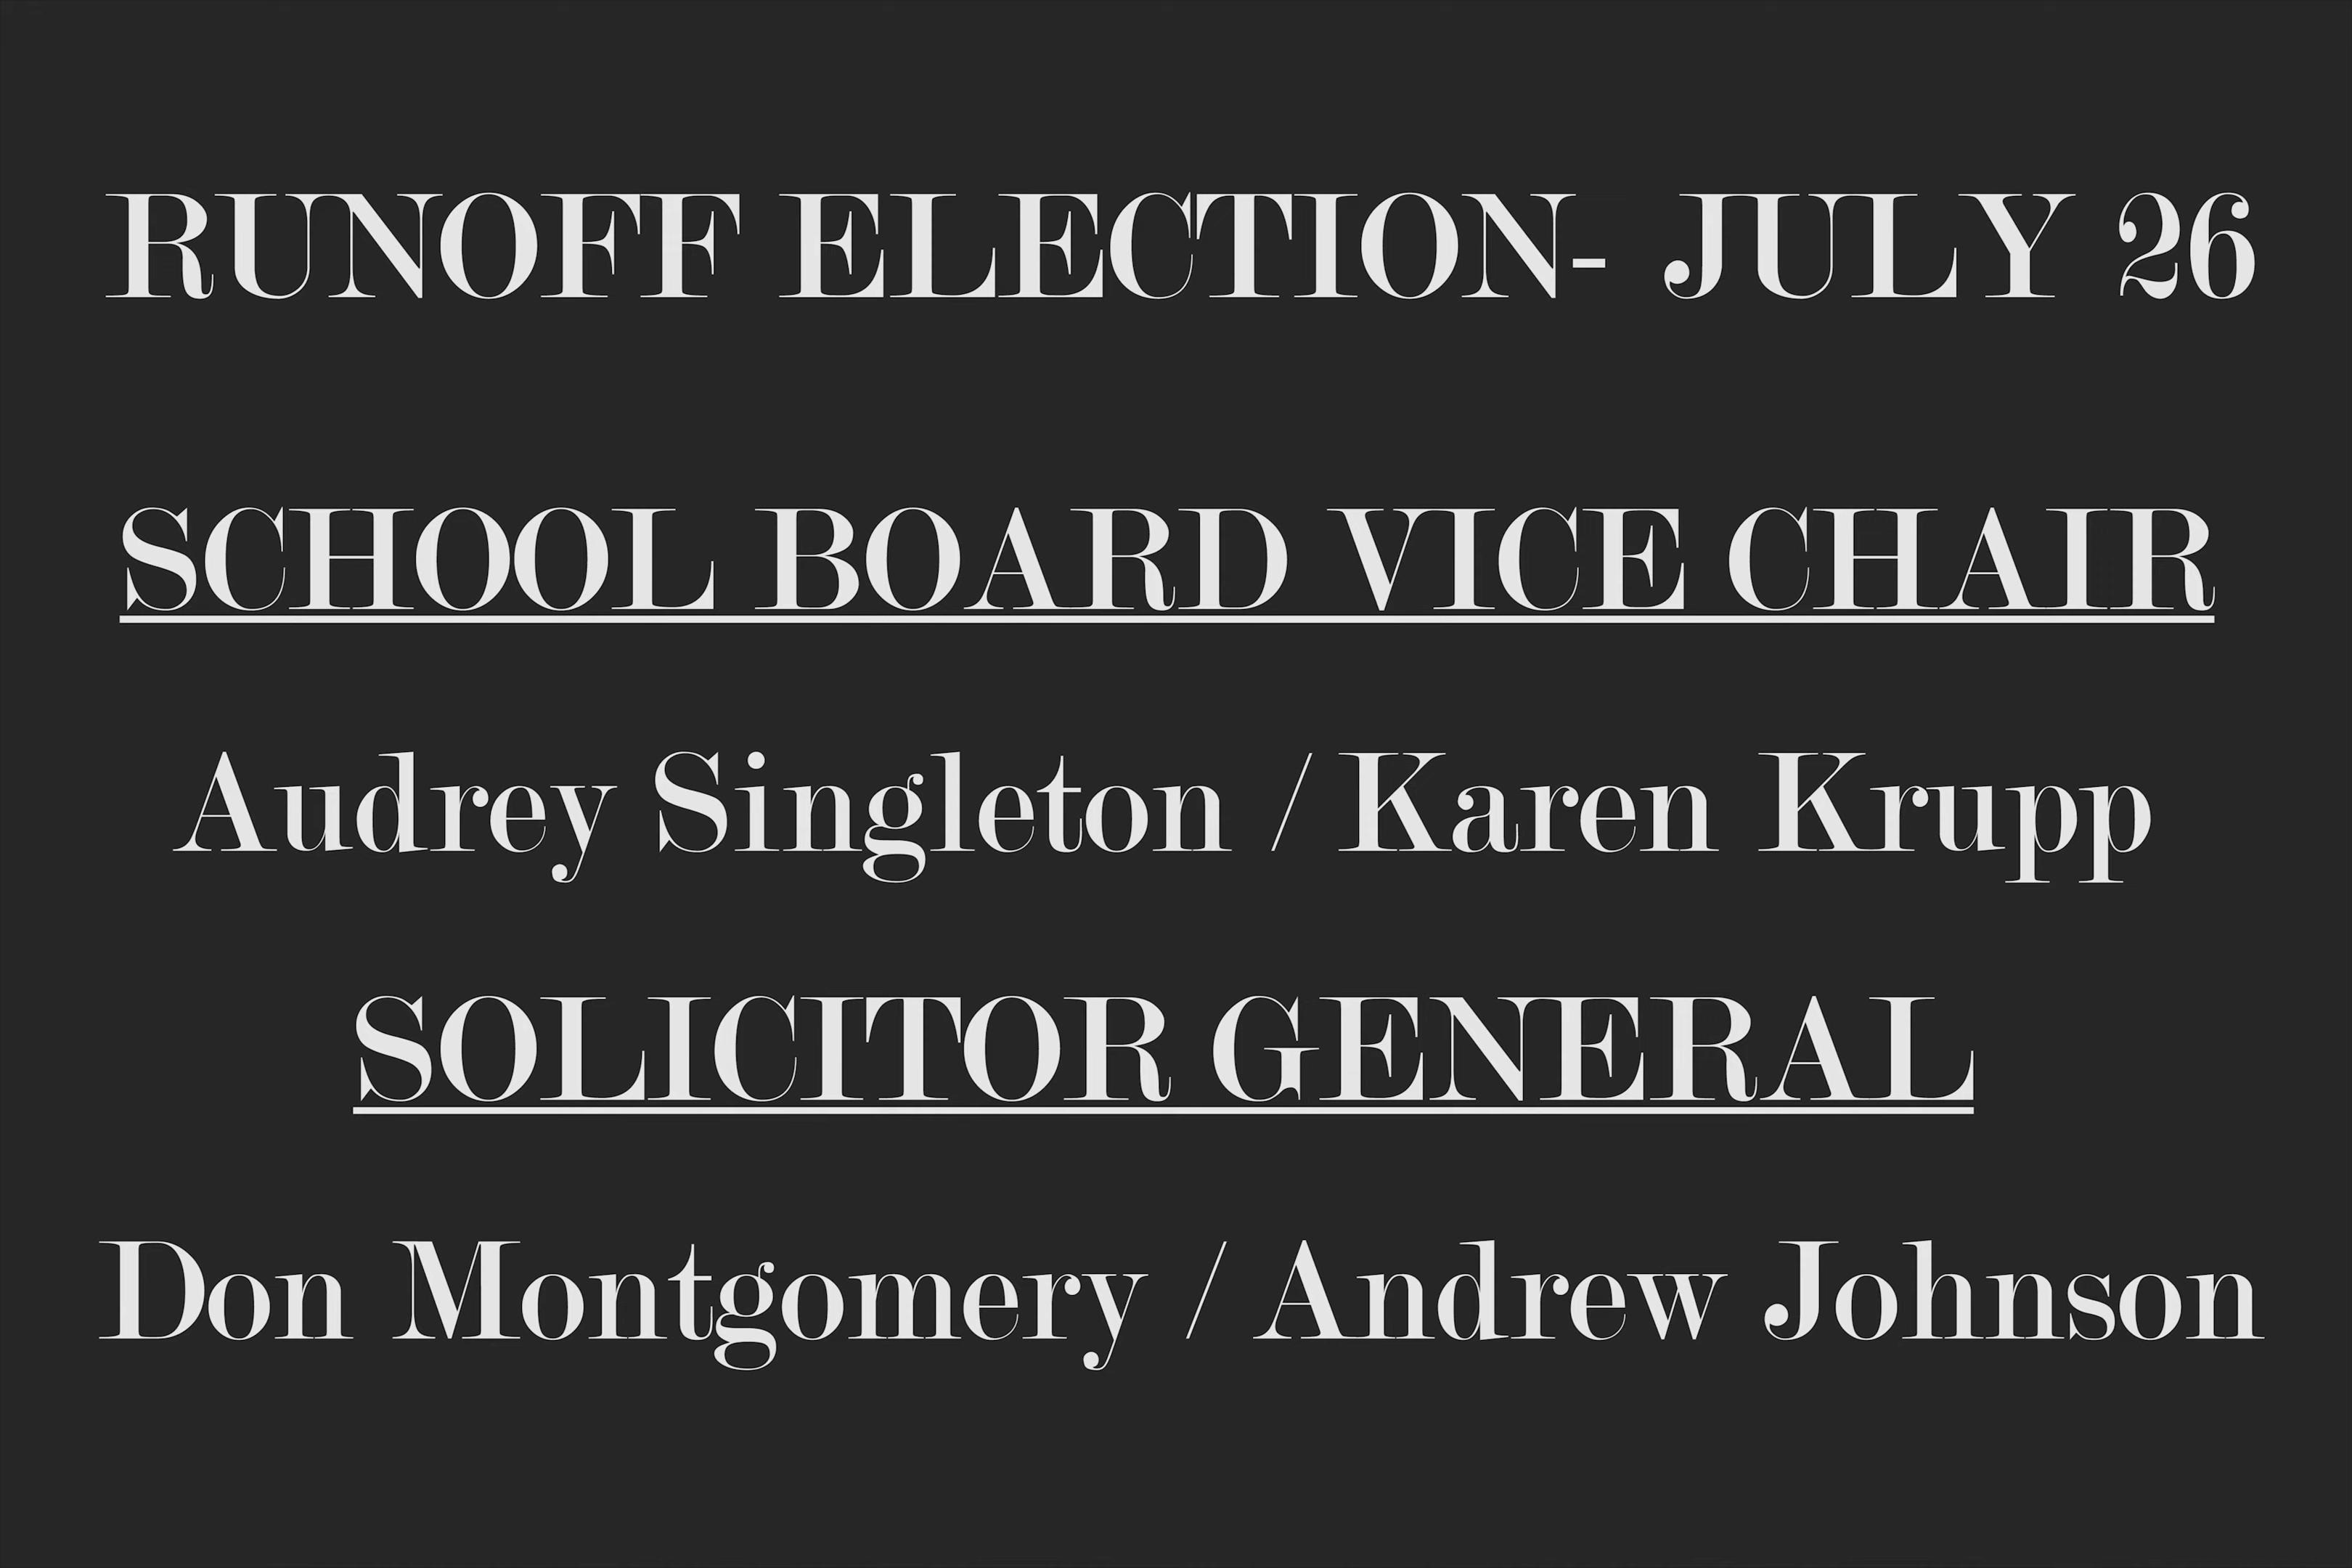 RUNOFF ELECTION- JULY 26
SCHOOL BOARD VICE CHAIR
Audrey Singleton / Karen Krupp
SOLICITOR GENERAL
Don Montgomery / Andrew Johnson